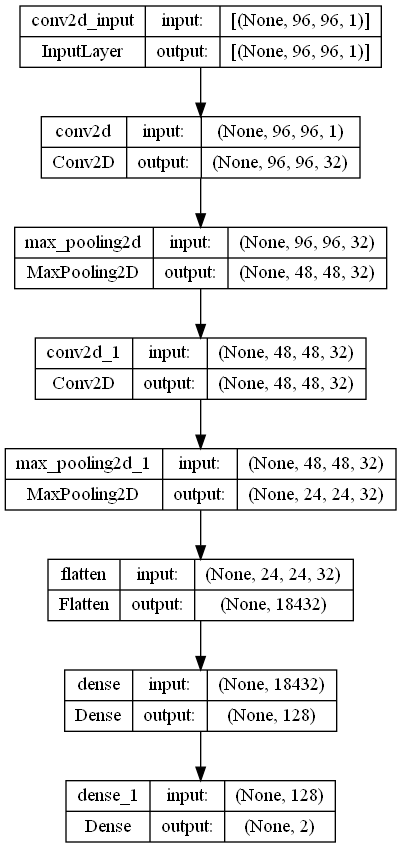 conv2d_input input: [(None, 96, 96, 1)]
InputLayer output: [(None, 96, 96, 1)]
conv2d input: (None, 96, 96, 1)
Conv2D output: (None, 96, 96, 32)
max_pooling2d input: (None, 96, 96, 32)
MaxPooling2D output: (None, 48, 48, 32)
conv2d_1 input: (None, 48, 48, 32)
Conv2D output: (None, 48, 48, 32)
max_pooling2d_1 input: (None, 48, 48, 32)
MaxPooling2D output: (None, 24, 24, 32)
flatten input: (None, 24, 24, 32)
Flatten output: (None, 18432)
dense input: (None, 18432)
Dense output: (None, 128)
dense_1 input: (None, 128)
Dense output: (None, 2)